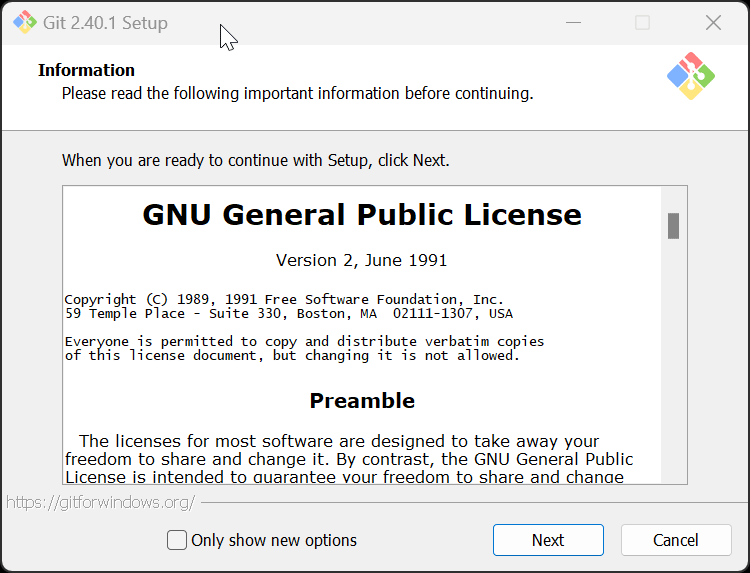 Git 2.40.1 Setup
Information
Please read the following important information before continuing.
When you are ready to continue with Setup, click Next.
GNU General Public License
Version 2, June 1991
Copyright (C) 1989, 1991 Free Software Foundation, Inc.
59 Temple Place - Suite 330, Boston, MA  02111-1307, USA
Everyone is permitted to copy and distribute verbatim copies
of this license document, but changing it is not allowed.
Preamble
The licenses for most software are designed to take away your
freedom to share and change it. By contrast, the GNU General Public
License is intended to guarantee your freedom to share and change
https://gitforwindows.org/
Only show new options
Next
Cancel